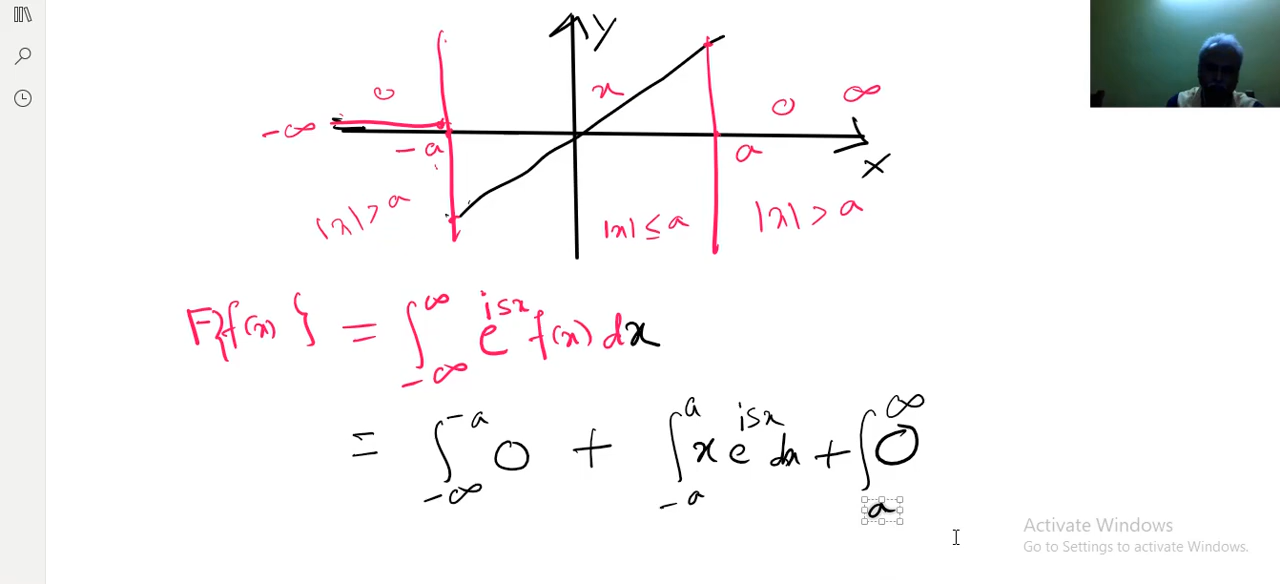 y
0
x
0
∞
-∞
-a
a
x
|x|>a
|x| ≤ a
|x| > a
F{f(x)} = ∫_{-∞}^{∞} e^{isx} f(x) dx
= ∫_{-∞}^{-a} 0 + ∫_{-a}^{a} x e^{isx} dx + ∫_{a}^{∞} 0
Activate Windows
Go to Settings to activate Windows.